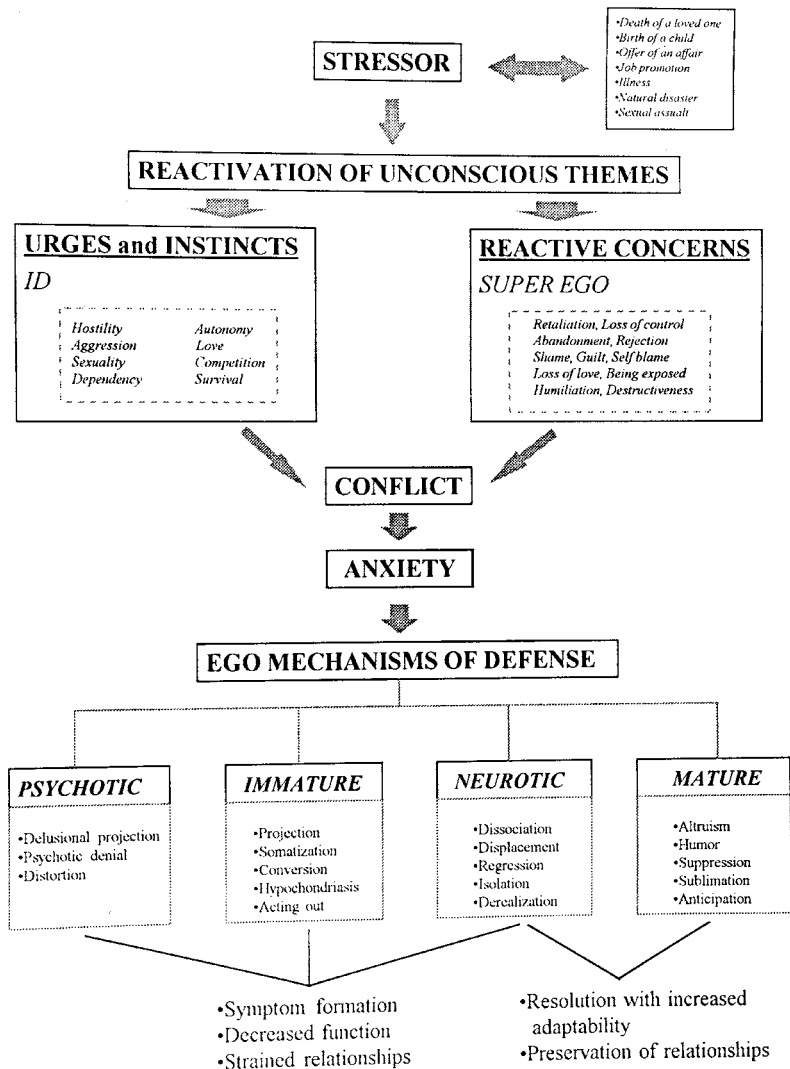 •Death of a loved one
•Birth of a child
•Offer of an affair
•Job promotion
•Illness
•Natural disaster
•Sexual assualt
STRESSOR
REACTIVATION OF UNCONSCIOUS THEMES
URGES and INSTINCTS
ID
Hostility Autonomy
Aggression Love
Sexuality Competition
Dependency Survival
REACTIVE CONCERNS
SUPER EGO
Retaliation, Loss of control
Abandonment, Rejection
Shame, Guilt, Self blame
Loss of love, Being exposed
Humiliation, Destructiveness
CONFLICT
ANXIETY
EGO MECHANISMS OF DEFENSE
PSYCHOTIC
•Delusional projection
•Psychotic denial
•Distortion
IMMATURE
•Projection
•Somatization
•Conversion
•Hypochondriasis
•Acting out
NEUROTIC
•Dissociation
•Displacement
•Regression
•Isolation
•Derealization
MATURE
•Altruism
•Humor
•Suppression
•Sublimation
•Anticipation
•Symptom formation
•Decreased function
•Strained relationships
•Resolution with increased
adaptability
•Preservation of relationships